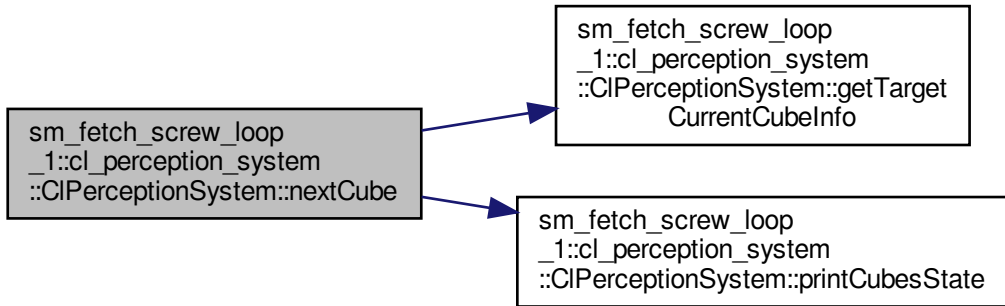 sm_fetch_screw_loop
_1::cl_perception_system
::ClPerceptionSystem::nextCube
sm_fetch_screw_loop
_1::cl_perception_system
::ClPerceptionSystem::getTarget
CurrentCubeInfo
sm_fetch_screw_loop
_1::cl_perception_system
::ClPerceptionSystem::printCubesState